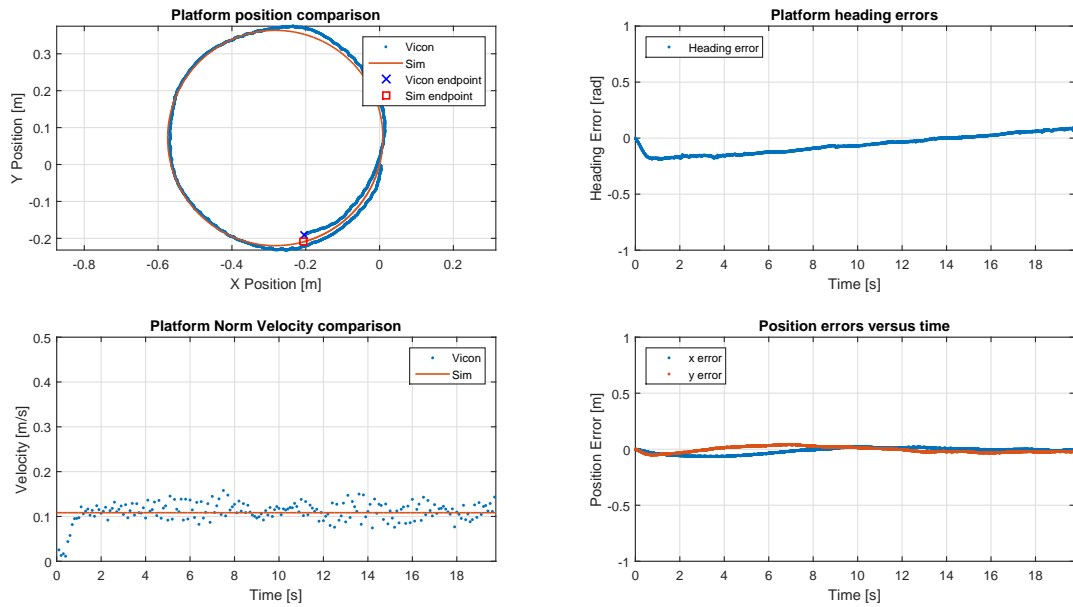 Platform position comparison
Y Position [m]
0.3
0.2
0.1
0
-0.1
-0.2
-0.8
-0.6
-0.4
-0.2
0
0.2
X Position [m]
Vicon
Sim
Vicon endpoint
Sim endpoint
Platform heading errors
Heading Error [rad]
1
0.5
0
-0.5
-1
0
2
4
6
8
10
12
14
16
18
Time [s]
Heading error
Platform Norm Velocity comparison
Velocity [m/s]
0.5
0.4
0.3
0.2
0.1
0
0
2
4
6
8
10
12
14
16
18
Time [s]
Vicon
Sim
Position errors versus time
Position Error [m]
1
0.5
0
-0.5
-1
0
2
4
6
8
10
12
14
16
18
Time [s]
x error
y error